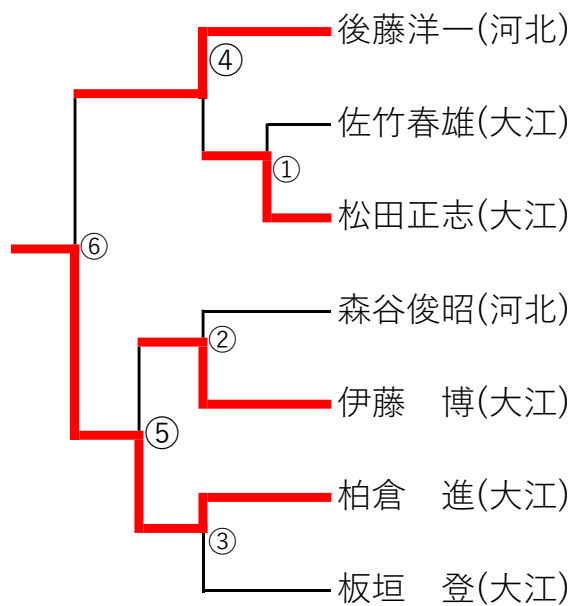 後藤洋一(河北)
④
佐竹春雄(大江)
①
松田正志(大江)
⑥
森谷俊昭(河北)
②
伊藤　博(大江)
⑤
柏倉　進(大江)
③
板垣　登(大江)